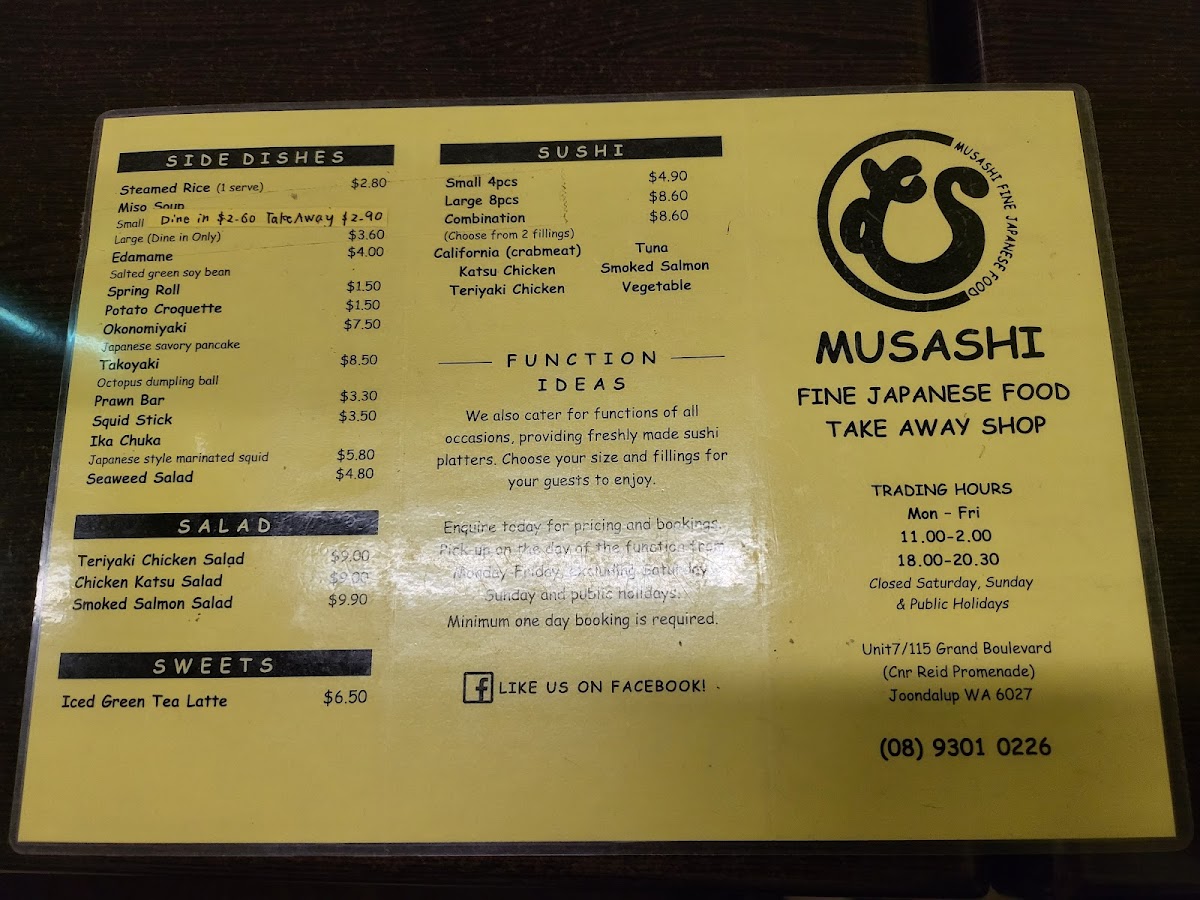 SIDE DISHES
Steamed Rice (1 serve) $2.80
Miso Soup
Small Dine in $2.60 TakeAway $2.90
Large (Dine in Only) $3.60
Edamame $4.00
Salted green soy bean
Spring Roll $1.50
Potato Croquette $1.50
Okonomiyaki $7.50
Japanese savory pancake
Takoyaki $8.50
Octopus dumpling ball
Prawn Bar $3.30
Squid Stick $3.50
Ika Chuka
Japanese style marinated squid $5.80
Seaweed Salad $4.80
SALAD
Teriyaki Chicken Salad $9.00
Chicken Katsu Salad $9.00
Smoked Salmon Salad $9.90
SWEETS
Iced Green Tea Latte $6.50
SUSHI
Small 4pcs $4.90
Large 8pcs $8.60
Combination $8.60
(Choose from 2 fillings)
California (crabmeat) Tuna
Katsu Chicken Smoked Salmon
Teriyaki Chicken Vegetable
FUNCTION
IDEAS
We also cater for functions of all
occasions, providing freshly made sushi
platters. Choose your size and fillings for
your guests to enjoy.
Enquire today for pricing and bookings.
Pick up on the day of the function from
Monday-Friday, excluding Saturday
Sunday and public holidays.
Minimum one day booking is required.
f LIKE US ON FACEBOOK!
MUSASHI FINE JAPANESE FOOD
MUSASHI
FINE JAPANESE FOOD
TAKE AWAY SHOP
TRADING HOURS
Mon - Fri
11.00-2.00
18.00-20.30
Closed Saturday, Sunday
& Public Holidays
Unit7/115 Grand Boulevard
(Cnr Reid Promenade)
Joondalup WA 6027
(08) 9301 0226